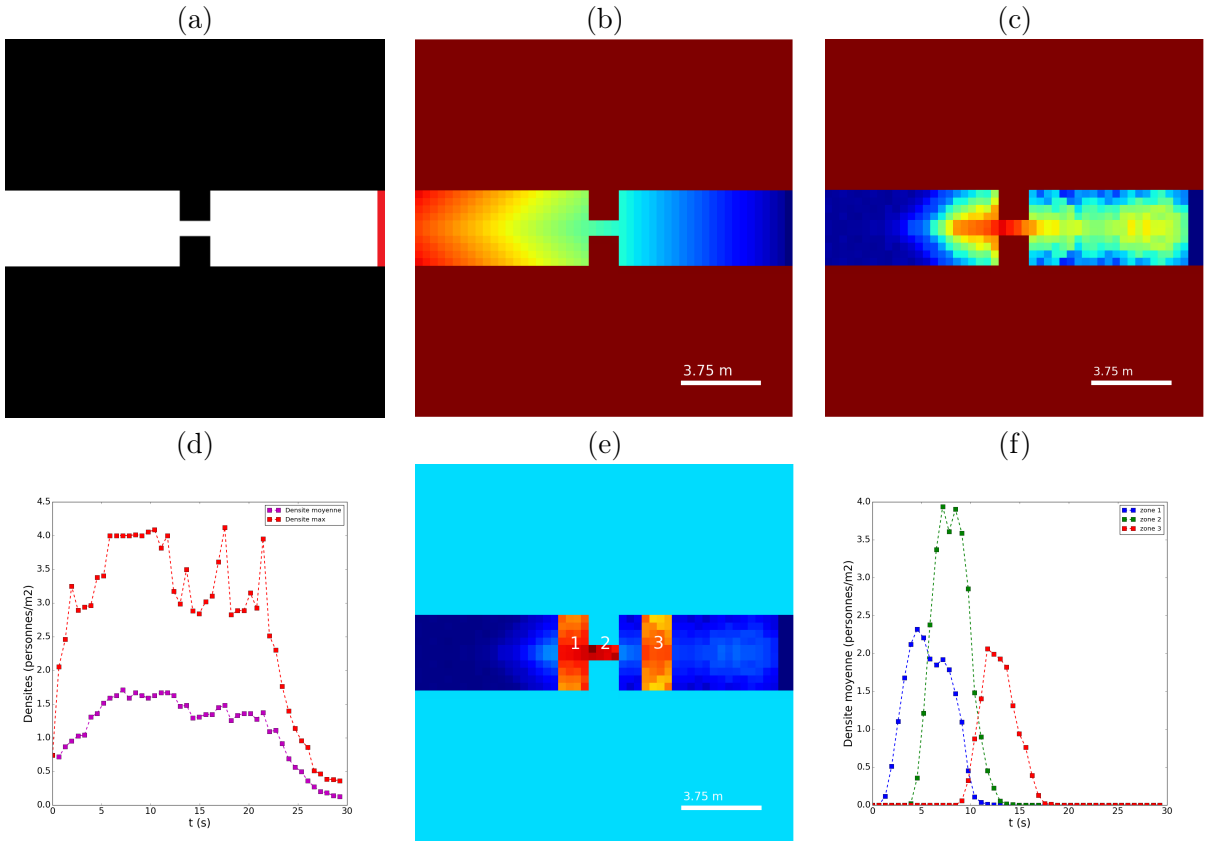 (a)
(b)
(c)
3.75 m
3.75 m
(d)
(e)
(f)
Densites (personnes/m2)
4.5
4.0
3.5
3.0
2.5
2.0
1.5
1.0
0.5
0.0
0
5
10
15
20
25
30
t (s)
Densite moyenne
Densite max
1
2
3
3.75 m
Densite moyenne (personnes/m2)
4.0
3.5
3.0
2.5
2.0
1.5
1.0
0.5
0.0
0
5
10
15
20
25
30
t (s)
zone 1
zone 2
zone 3